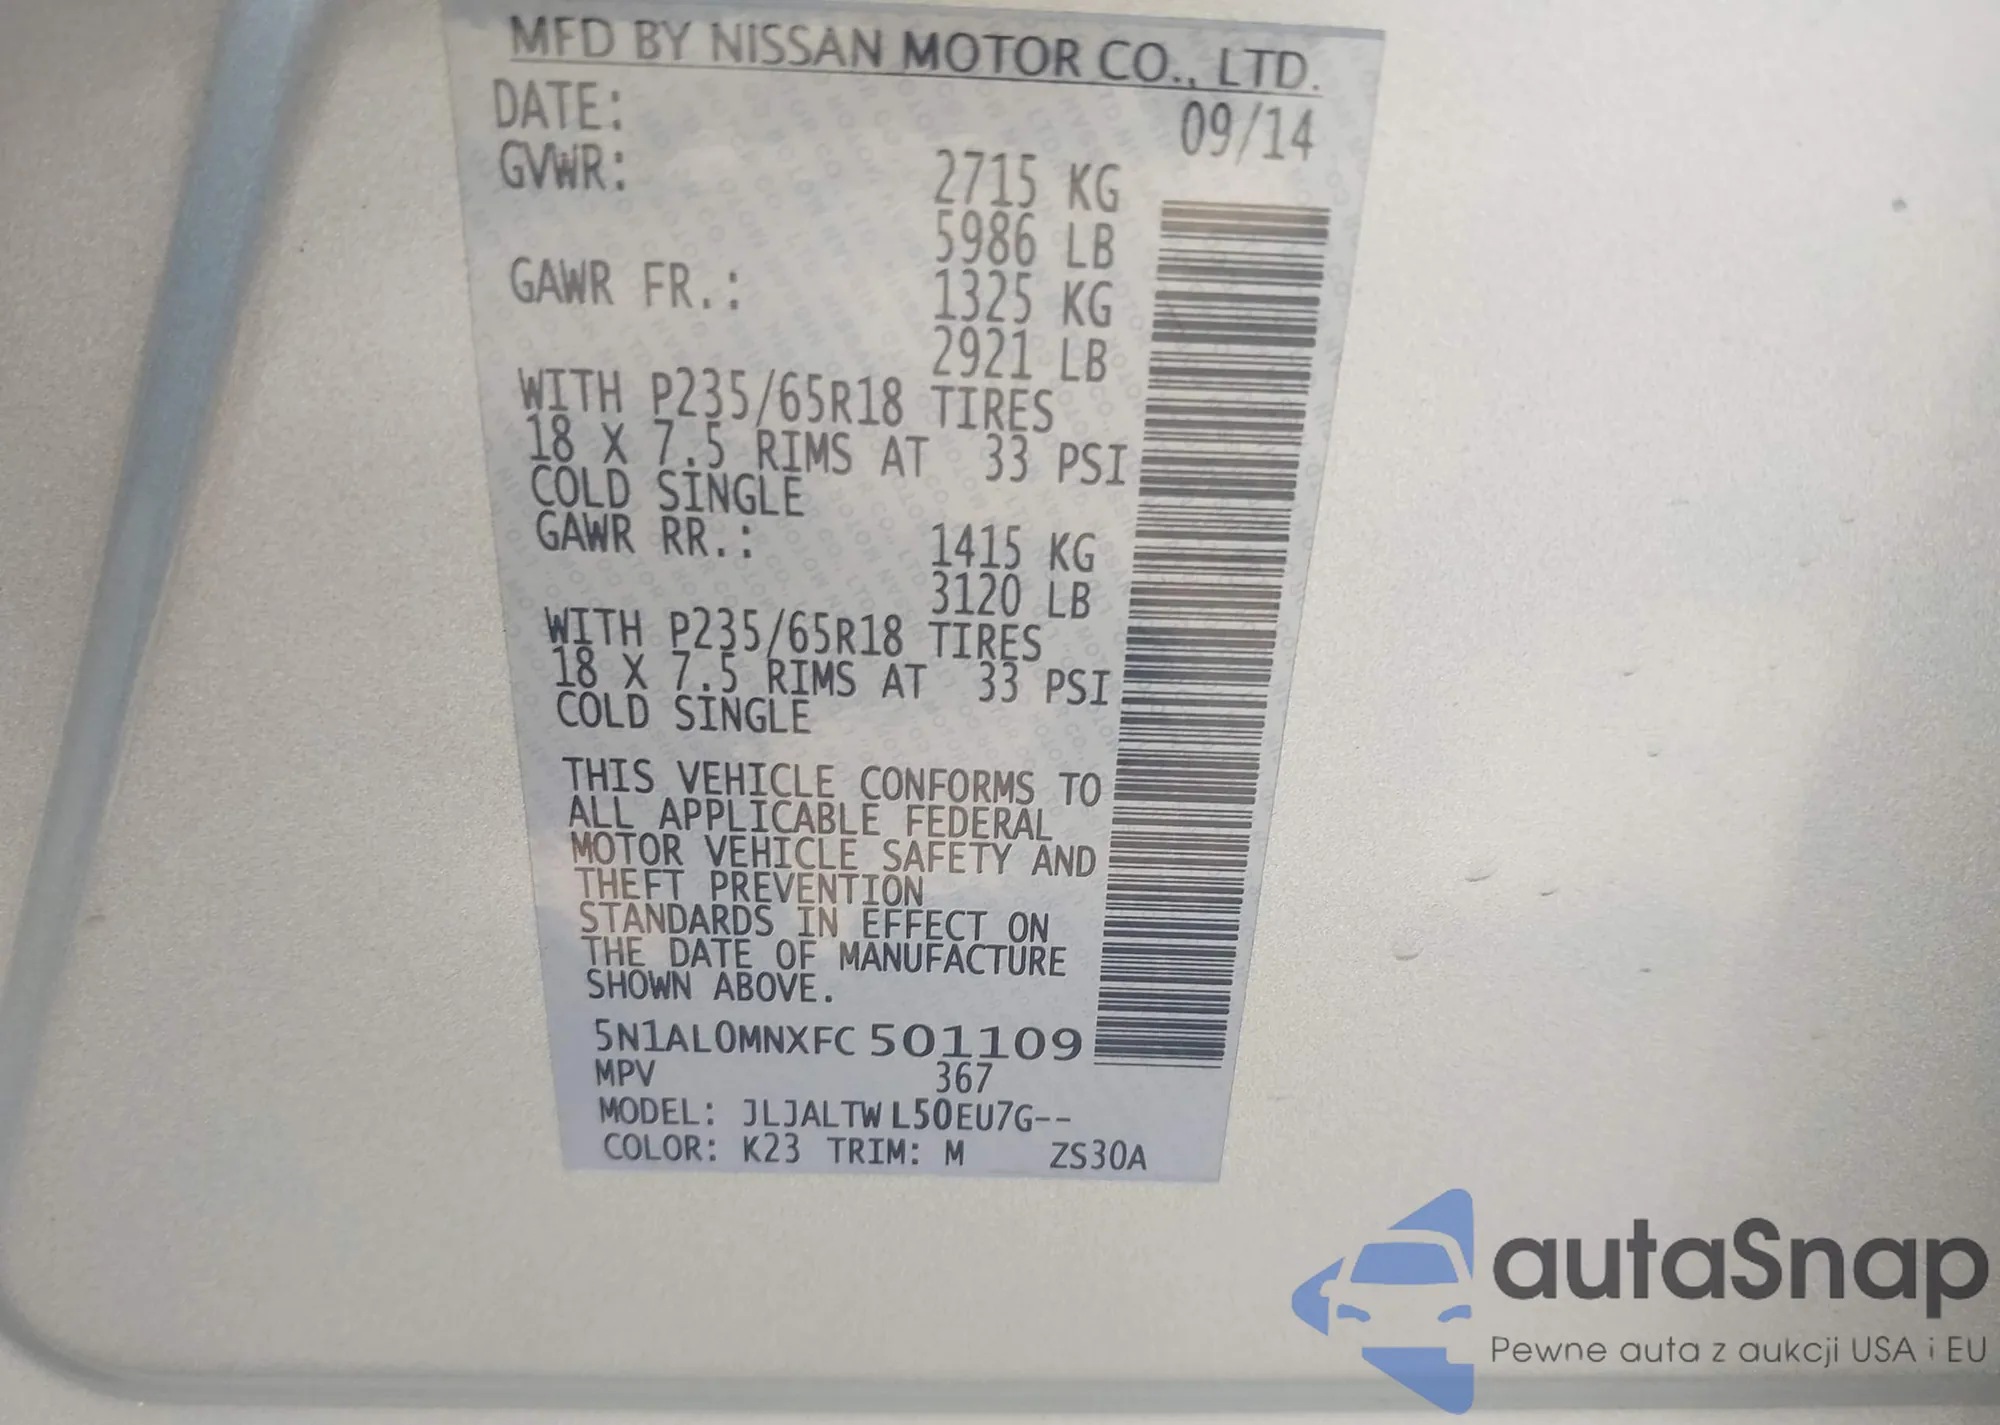 MFD BY NISSAN MOTOR CO., LTD.
DATE: 09/14
GVWR: 2715 KG
5986 LB
GAWR FR.: 1325 KG
2921 LB
WITH P235/65R18 TIRES
18 X 7.5 RIMS AT 33 PSI
COLD SINGLE
GAWR RR.: 1415 KG
3120 LB
WITH P235/65R18 TIRES
18 X 7.5 RIMS AT 33 PSI
COLD SINGLE
THIS VEHICLE CONFORMS TO
ALL APPLICABLE FEDERAL
MOTOR VEHICLE SAFETY AND
THEFT PREVENTION
STANDARDS IN EFFECT ON
THE DATE OF MANUFACTURE
SHOWN ABOVE.
5N1AL0MNXFC501109
MPV 367
MODEL: JLJALTWL50EU7G--
COLOR: K23 TRIM: M ZS30A
autaSnap
Pewne auta z aukcji USA i EU